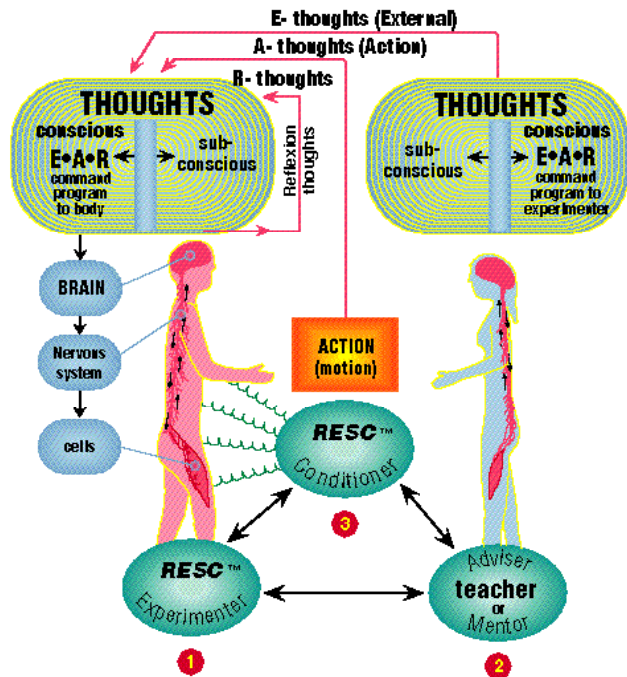 E- thoughts (External)
A- thoughts (Action)
R- thoughts
THOUGHTS
conscious
E•A•R
command
program
to body
sub-
conscious
Reflexion
thoughts
THOUGHTS
sub-
conscious
conscious
E•A•R
command
program to
experimenter
BRAIN
Nervous
system
cells
ACTION
(motion)
RESC™
Conditioner
3
RESC™
Experimenter
1
Adviser
teacher
or
Mentor
2